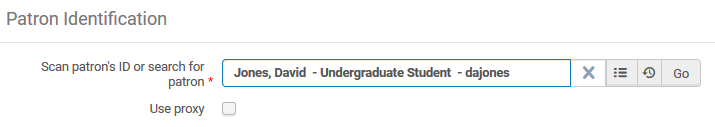 Patron Identification
Scan patron's ID or search for
patron *
Jones, David - Undergraduate Student - dajones
Go
Use proxy